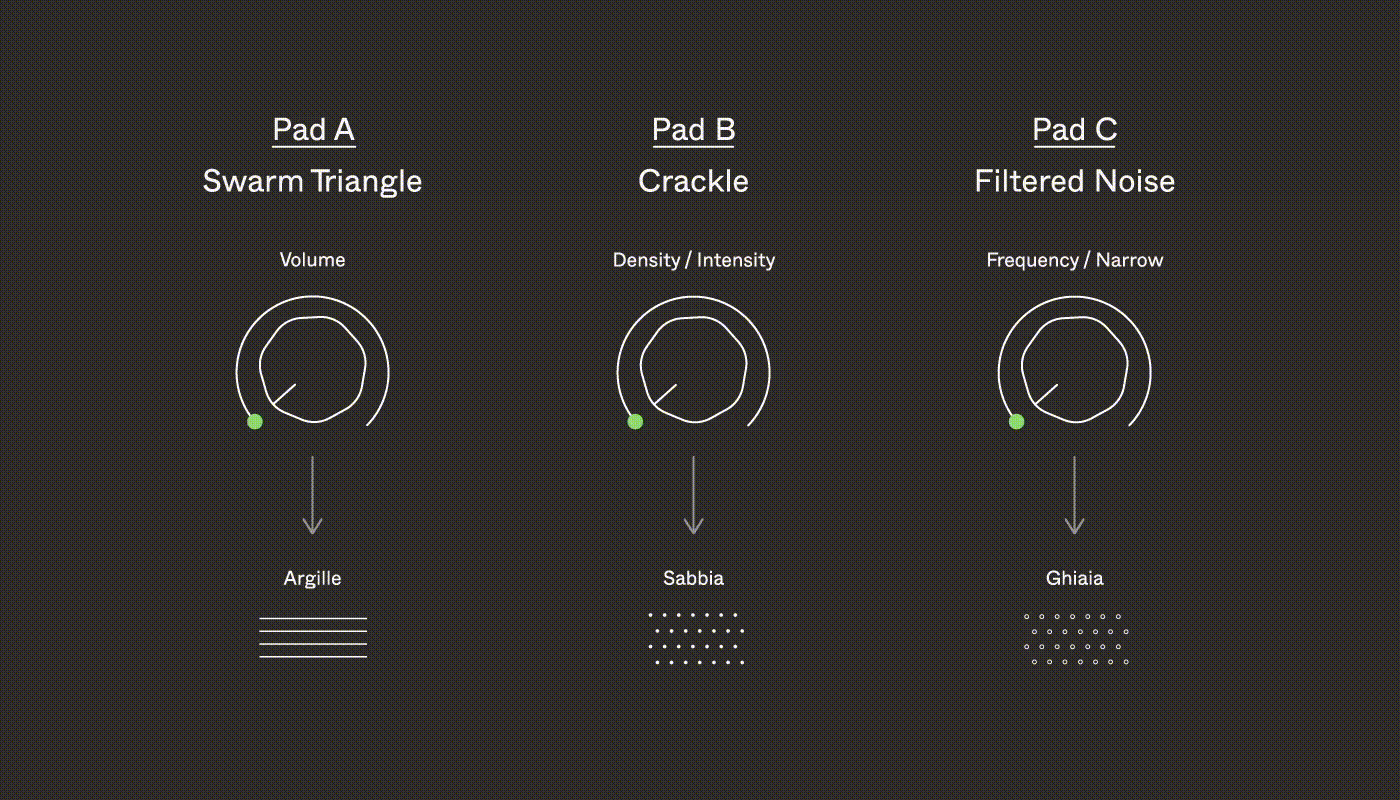 Pad A
Swarm Triangle
Volume
Argille
Pad B
Crackle
Density / Intensity
Sabbia
Pad C
Filtered Noise
Frequency / Narrow
Ghiaia